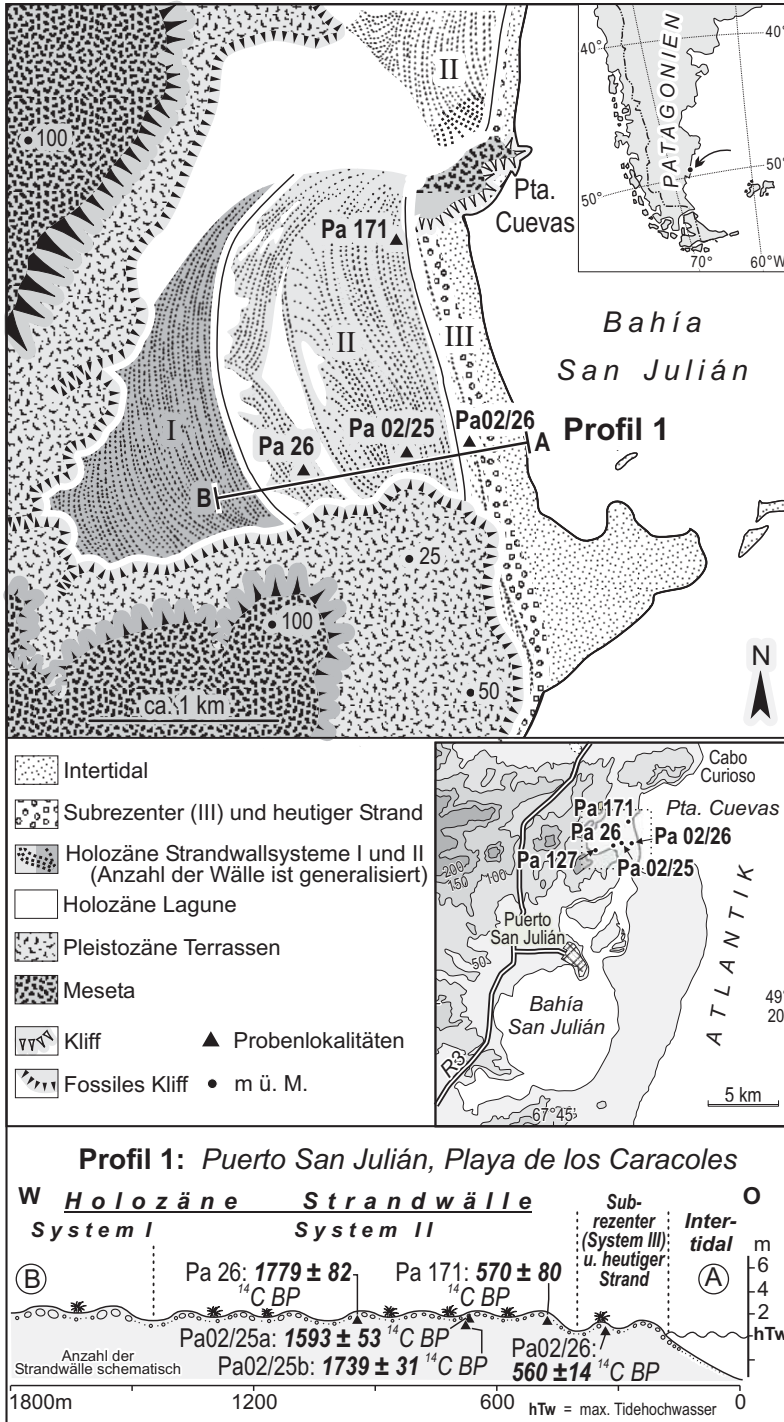 100
II
40°
40°
PATAGONIEN
50°
50°
70°
60°W
Pta.
Cuevas
Pa 171
Bahía
San Julián
II
III
I
Pa 26
Pa 02/25
Pa02/26
A
Profil 1
B
25
100
50
ca. 1 km
N
Intertidal
Subrezenter (III) und heutiger Strand
Holozäne Strandwallsysteme I und II
(Anzahl der Wälle ist generalisiert)
Holozäne Lagune
Pleistozäne Terrassen
Meseta
Kliff
Probenlokalitäten
Fossiles Kliff
m ü. M.
Cabo
Curioso
Pa 171
Pta. Cuevas
Pa 26
Pa 02/26
Pa 127
Pa 02/25
200
150
100
Puerto
San Julián
50
Bahía
San Julián
ATLANTIK
49°
20
R3
5 km
67°45'
Profil 1: Puerto San Julián, Playa de los Caracoles
W
Holozäne Strandwälle
O
System I
System II
Sub-
rezenter
(System III)
u. heutiger
Strand
Inter-
tidal
m
6
4
2
hTw
B
A
Pa 26: 1779 ± 82
14C BP
Pa 171: 570 ± 80
14C BP
Pa02/25a: 1593 ± 53 14C BP
Pa02/25b: 1739 ± 31 14C BP
Pa02/26:
560 ±14 14C BP
Anzahl der
Strandwälle schematisch
1800m
1200
600
0
hTw = max. Tidehochwasser